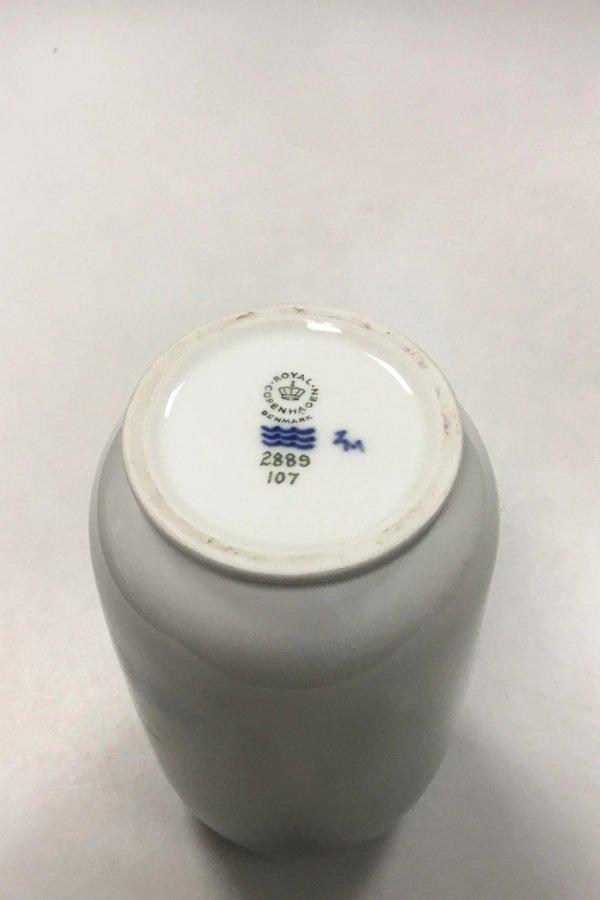 ROYAL
COPENHAGEN
DENMARK
2889
107